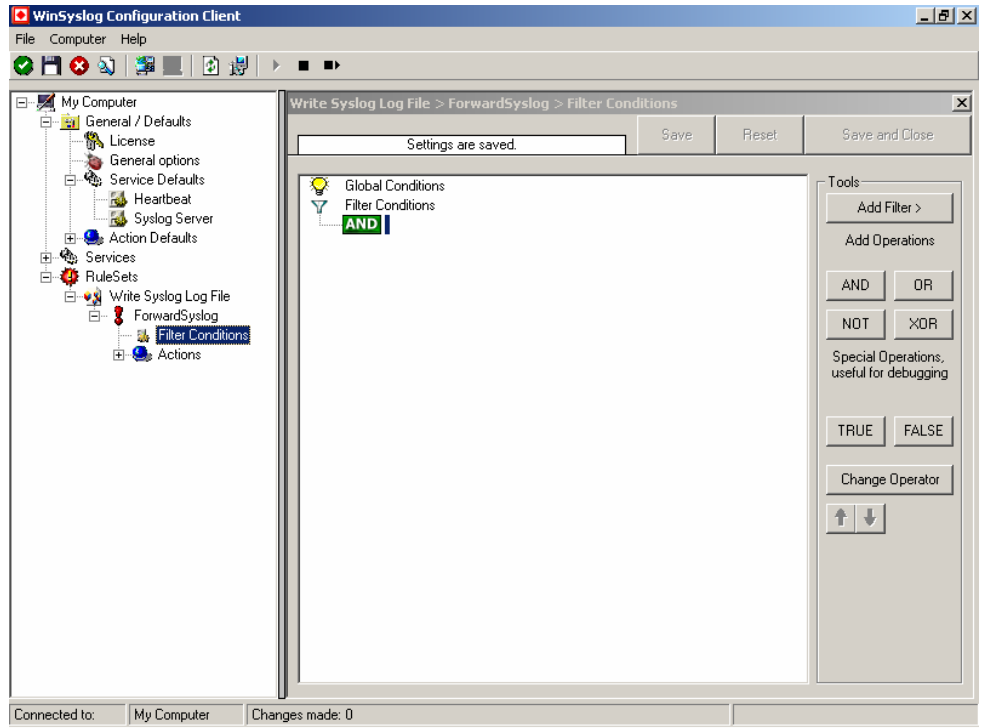 WinSyslog Configuration Client
File Computer Help
My Computer
General / Defaults
License
General options
Service Defaults
Heartbeat
Syslog Server
Action Defaults
Services
RuleSets
Write Syslog Log File
ForwardSyslog
Filter Conditions
Actions
Write Syslog Log File > ForwardSyslog > Filter Conditions
Settings are saved.
Save
Reset
Save and Close
Global Conditions
Filter Conditions
AND
Tools
Add Filter >
Add Operations
AND OR
NOT XOR
Special Operations,
useful for debugging
TRUE FALSE
Change Operator
Connected to: My Computer Changes made: 0